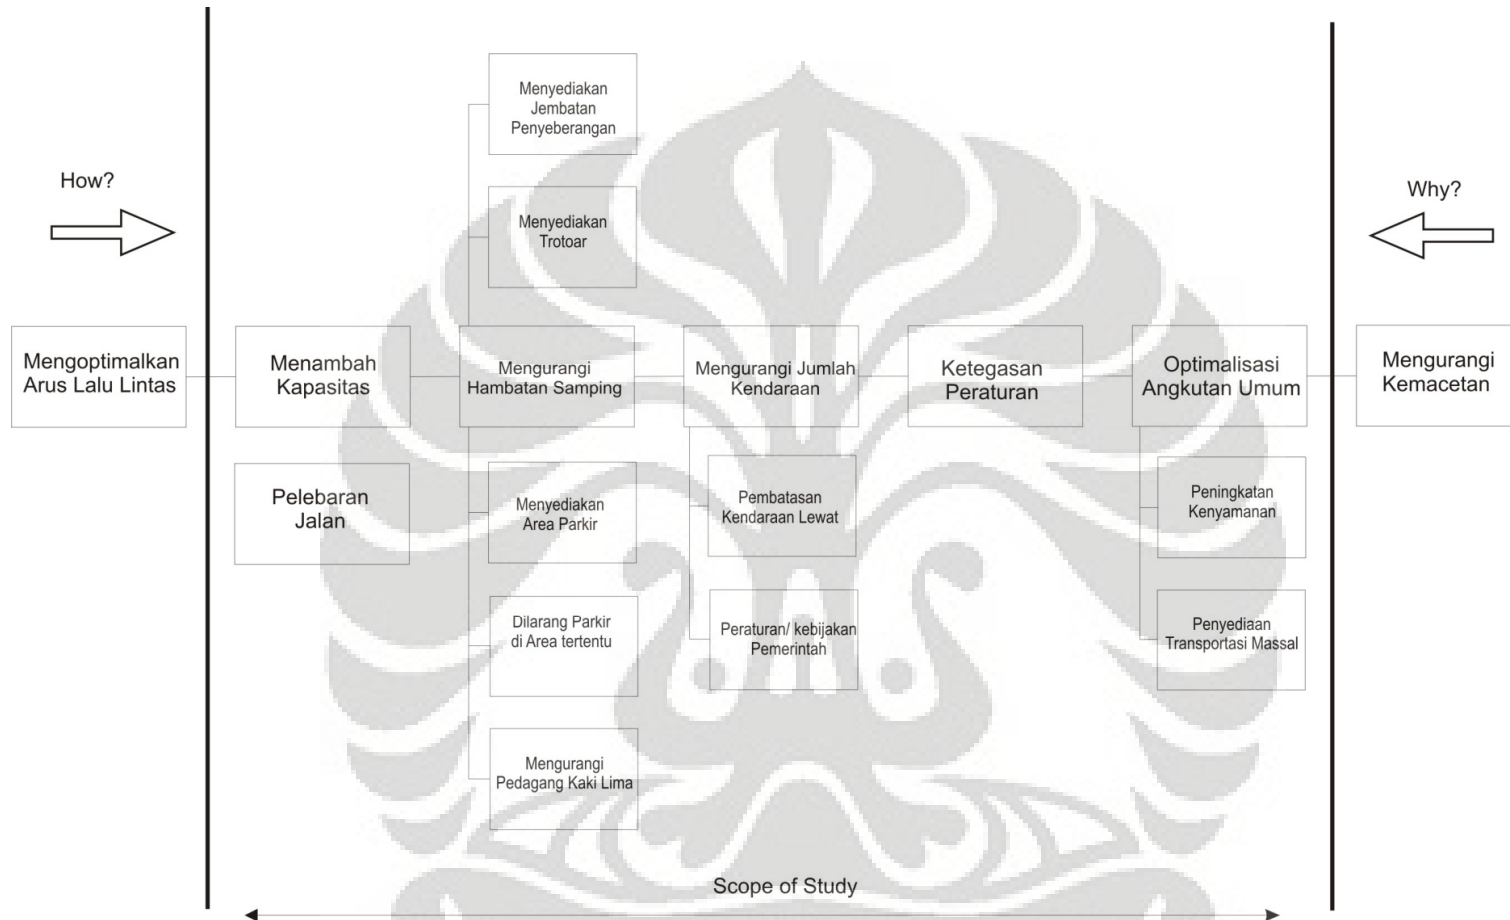 How?
Why?
Menyediakan
Jembatan
Penyeberangan
Menyediakan
Trotoar
Mengoptimalkan
Arus Lalu Lintas
Menambah
Kapasitas
Mengurangi
Hambatan Samping
Mengurangi Jumlah
Kendaraan
Ketegasan
Peraturan
Optimalisasi
Angkutan Umum
Mengurangi
Kemacetan
Pelebaran
Jalan
Menyediakan
Area Parkir
Pembatasan
Kendaraan Lewat
Peningkatan
Kenyamanan
Dilarang Parkir
di Area tertentu
Peraturan/ kebijakan
Pemerintah
Penyediaan
Transportasi Massal
Mengurangi
Pedagang Kaki Lima
Scope of Study